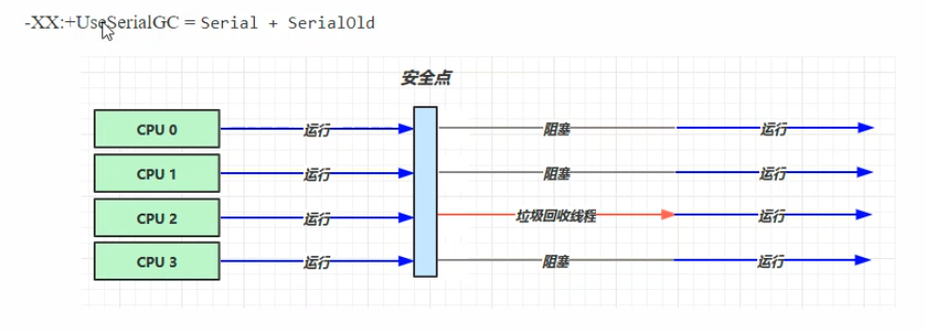 -XX:+UseSerialGC = Serial + SerialOld
安全点
CPU 0 运行 阻塞 运行
CPU 1 运行 阻塞 运行
CPU 2 运行 垃圾回收线程 运行
CPU 3 运行 阻塞 运行